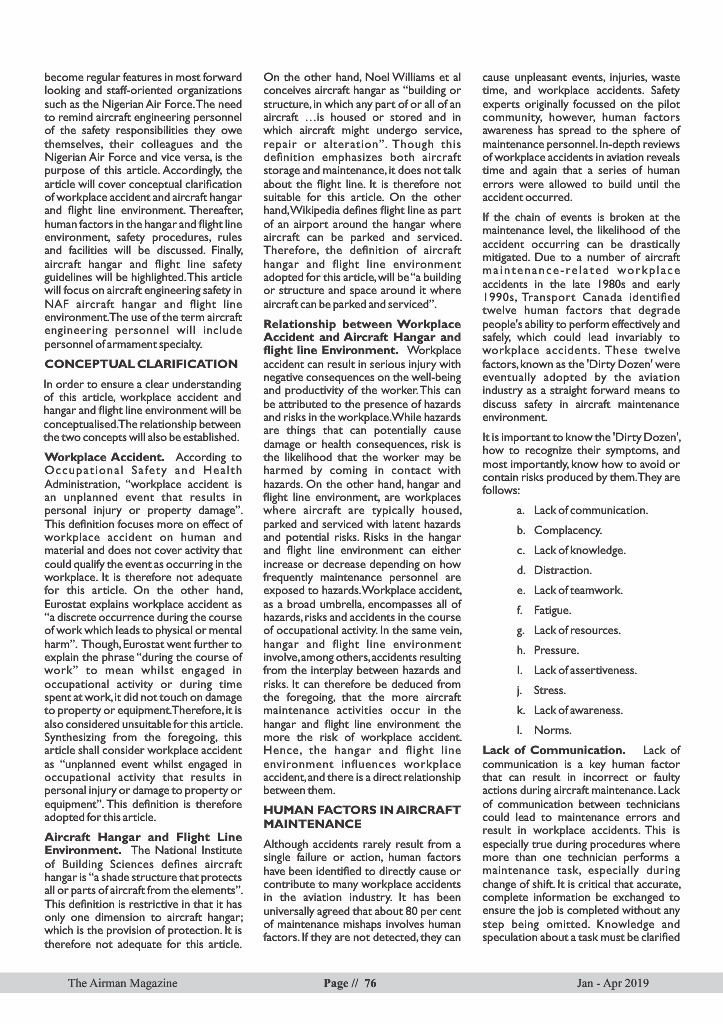 become regular features in most forward
looking and staff-oriented organizations
such as the Nigerian Air Force. The need
to remind aircraft engineering personnel
of the safety responsibilities they owe
themselves, their colleagues and the
Nigerian Air Force and vice versa, is the
purpose of this article. Accordingly, the
article will cover conceptual clarification
of workplace accident and aircraft hangar
and flight line environment. Thereafter,
human factors in the hangar and flight line
environment, safety procedures, rules
and facilities will be discussed. Finally,
aircraft hangar and flight line safety
guidelines will be highlighted. This article
will focus on aircraft engineering safety in
NAF aircraft hangar and flight line
environment.The use of the term aircraft
engineering personnel will include
personnel of armament specialty.
CONCEPTUAL CLARIFICATION
In order to ensure a clear understanding
of this article, workplace accident and
hangar and flight line environment will be
conceptualised.The relationship between
the two concepts will also be established.
Workplace Accident. According to
Occupational Safety and Health
Administration, “workplace accident is
an unplanned event that results in
personal injury or property damage”.
This definition focuses more on effect of
workplace accident on human and
material and does not cover activity that
could qualify the event as occurring in the
workplace. It is therefore not adequate
for this article. On the other hand,
Eurostat explains workplace accident as
“a discrete occurrence during the course
of work which leads to physical or mental
harm”. Though, Eurostat went further to
explain the phrase “during the course of
work” to mean whilst engaged in
occupational activity or during time
spent at work, it did not touch on damage
to property or equipment.Therefore, it is
also considered unsuitable for this article.
Synthesizing from the foregoing, this
article shall consider workplace accident
as “unplanned event whilst engaged in
occupational activity that results in
personal injury or damage to property or
equipment”. This definition is therefore
adopted for this article.
Aircraft Hangar and Flight Line
Environment. The National Institute
of Building Sciences defines aircraft
hangar is “a shade structure that protects
all or parts of aircraft from the elements”.
This definition is restrictive in that it has
only one dimension to aircraft hangar;
which is the provision of protection. It is
therefore not adequate for this article.
On the other hand, Noel Williams et al
conceives aircraft hangar as “building or
structure, in which any part of or all of an
aircraft …is housed or stored and in
which aircraft might undergo service,
repair or alteration”. Though this
definition emphasizes both aircraft
storage and maintenance, it does not talk
about the flight line. It is therefore not
suitable for this article. On the other
hand, Wikipedia defines flight line as part
of an airport around the hangar where
aircraft can be parked and serviced.
Therefore, the definition of aircraft
hangar and flight line environment
adopted for this article, will be “a building
or structure and space around it where
aircraft can be parked and serviced”.
Relationship between Workplace
Accident and Aircraft Hangar and
flight line Environment. Workplace
accident can result in serious injury with
negative consequences on the well-being
and productivity of the worker. This can
be attributed to the presence of hazards
and risks in the workplace. While hazards
are things that can potentially cause
damage or health consequences, risk is
the likelihood that the worker may be
harmed by coming in contact with
hazards. On the other hand, hangar and
flight line environment, are workplaces
where aircraft are typically housed,
parked and serviced with latent hazards
and potential risks. Risks in the hangar
and flight line environment can either
increase or decrease depending on how
frequently maintenance personnel are
exposed to hazards.Workplace accident,
as a broad umbrella, encompasses all of
hazards, risks and accidents in the course
of occupational activity. In the same vein,
hangar and flight line environment
involve, among others, accidents resulting
from the interplay between hazards and
risks. It can therefore be deduced from
the foregoing, that the more aircraft
maintenance activities occur in the
hangar and flight line environment the
more the risk of workplace accident.
Hence, the hangar and flight line
environment influences workplace
accident, and there is a direct relationship
between them.
HUMAN FACTORS IN AIRCRAFT
MAINTENANCE
Although accidents rarely result from a
single failure or action, human factors
have been identified to directly cause or
contribute to many workplace accidents
in the aviation industry. It has been
universally agreed that about 80 per cent
of maintenance mishaps involves human
factors. If they are not detected, they can
cause unpleasant events, injuries, waste
time, and workplace accidents. Safety
experts originally focussed on the pilot
community, however, human factors
awareness has spread to the sphere of
maintenance personnel. In-depth reviews
of workplace accidents in aviation reveals
time and again that a series of human
errors were allowed to build until the
accident occurred.
If the chain of events is broken at the
maintenance level, the likelihood of the
accident occurring can be drastically
mitigated. Due to a number of aircraft
maintenance-related workplace
accidents in the late 1980s and early
1990s, Transport Canada identified
twelve human factors that degrade
people's ability to perform effectively and
safely, which could lead invariably to
workplace accidents. These twelve
factors, known as the 'Dirty Dozen' were
eventually adopted by the aviation
industry as a straight forward means to
discuss safety in aircraft maintenance
environment.
It is important to know the 'Dirty Dozen',
how to recognize their symptoms, and
most importantly, know how to avoid or
contain risks produced by them.They are
follows:
a. Lack of communication.
b. Complacency.
c. Lack of knowledge.
d. Distraction.
e. Lack of teamwork.
f. Fatigue.
g. Lack of resources.
h. Pressure.
I. Lack of assertiveness.
j. Stress.
k. Lack of awareness.
l. Norms.
Lack of Communication. Lack of
communication is a key human factor
that can result in incorrect or faulty
actions during aircraft maintenance. Lack
of communication between technicians
could lead to maintenance errors and
result in workplace accidents. This is
especially true during procedures where
more than one technician performs a
maintenance task, especially during
change of shift. It is critical that accurate,
complete information be exchanged to
ensure the job is completed without any
step being omitted. Knowledge and
speculation about a task must be clarified
The Airman Magazine
Page // 76
Jan - Apr 2019